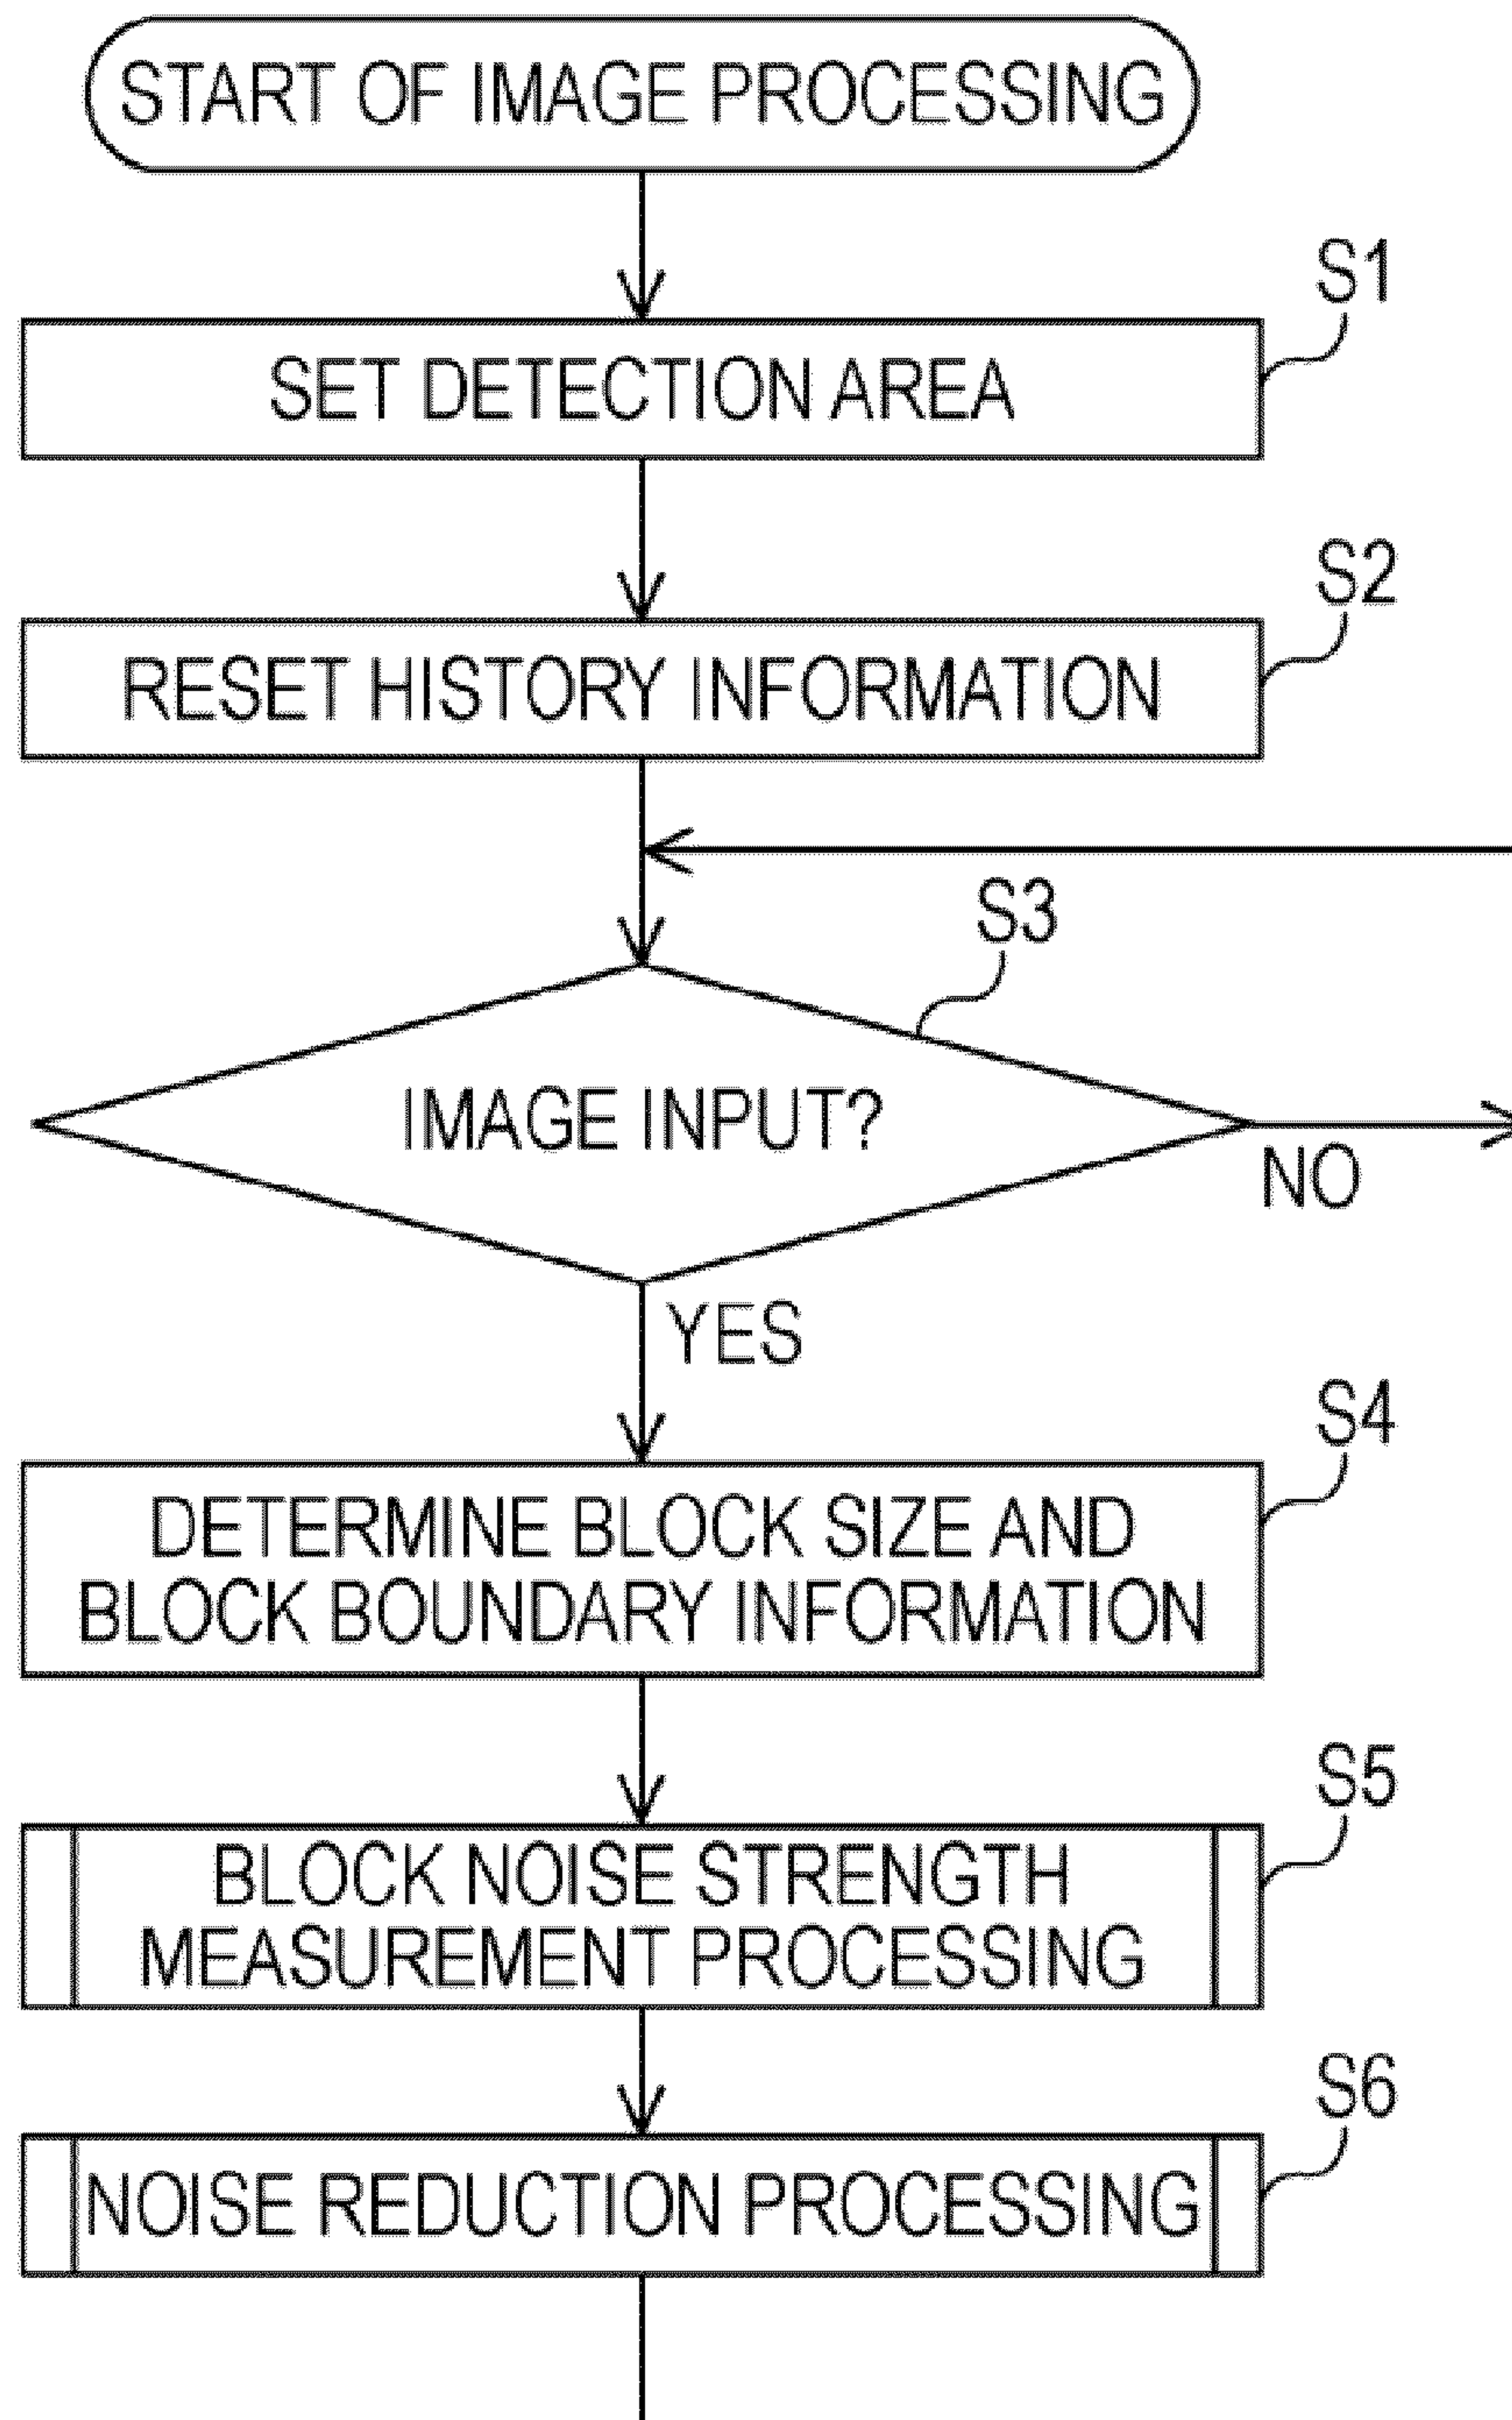 START OF IMAGE PROCESSING
S1
SET DETECTION AREA
S2
RESET HISTORY INFORMATION
S3
IMAGE INPUT?
NO
YES
S4
DETERMINE BLOCK SIZE AND
BLOCK BOUNDARY INFORMATION
S5
BLOCK NOISE STRENGTH
MEASUREMENT PROCESSING
S6
NOISE REDUCTION PROCESSING